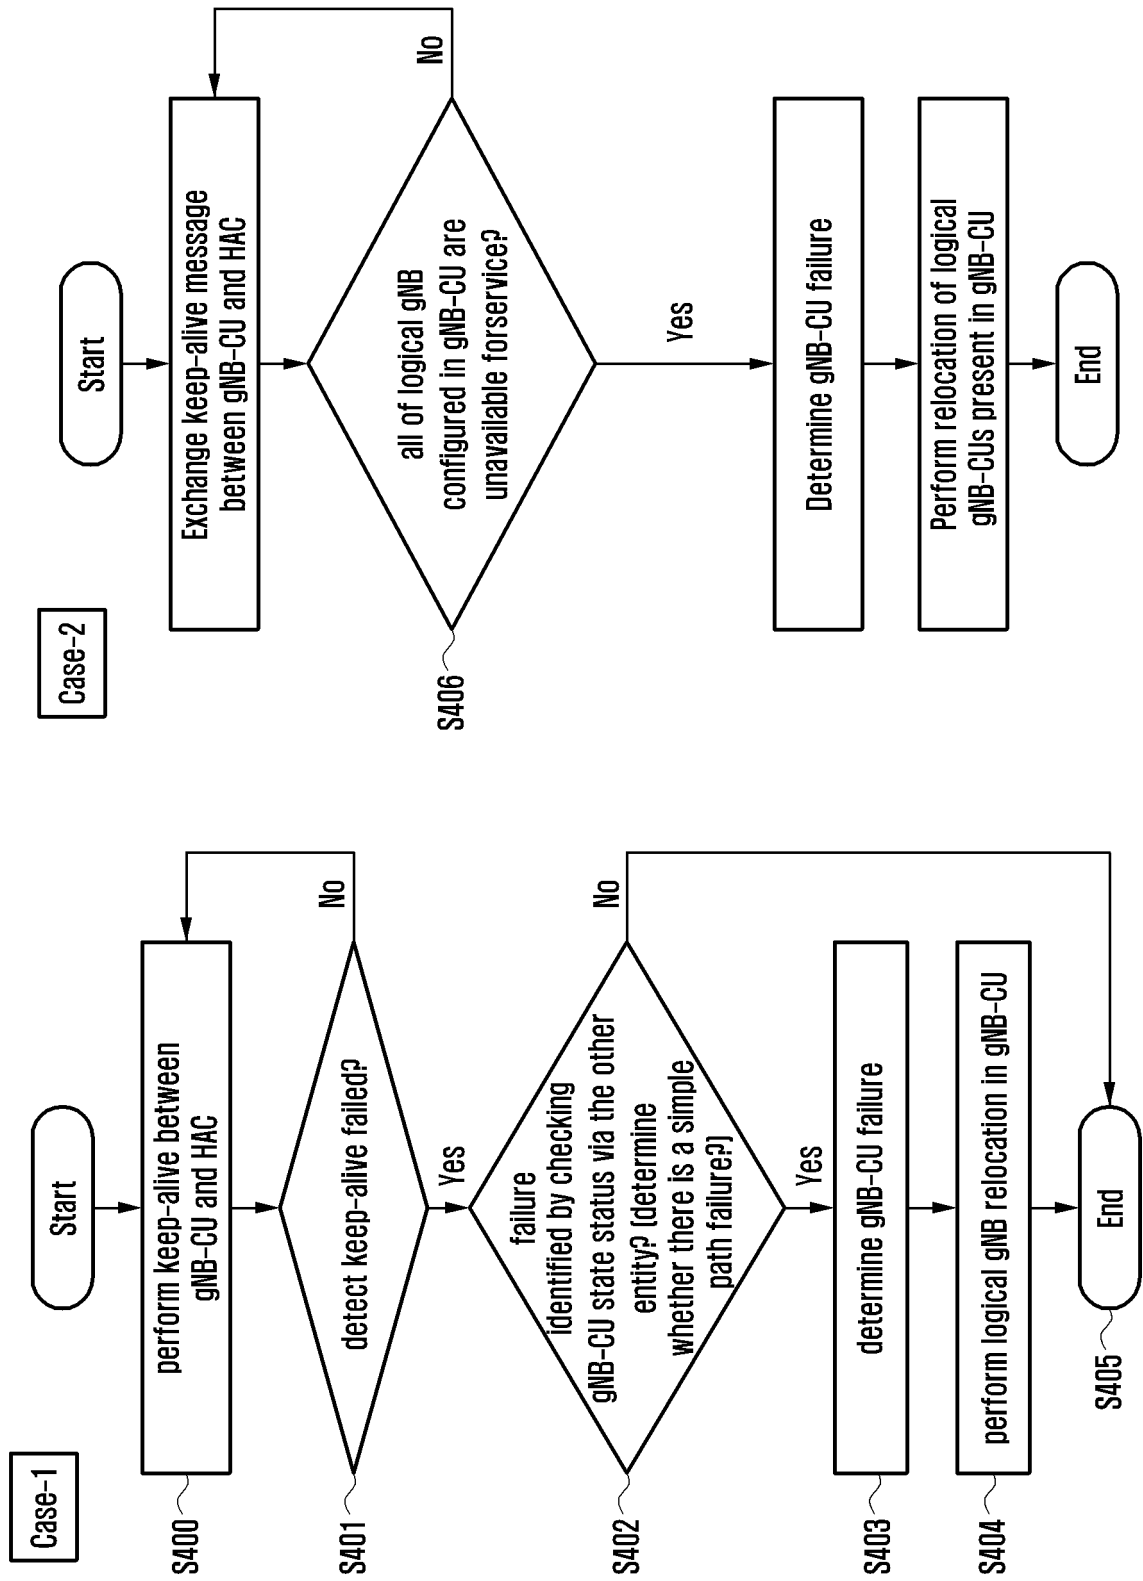 Case-1
Start
S400
perform keep-alive between
gNB-CU and HAC
S401
detect keep-alive failed?
No
Yes
S402
failure
identified by checking
gNB-CU state status via the other
entity? (determine
whether there is a simple
path failure?)
No
Yes
S403
determine gNB-CU failure
S404
perform logical gNB relocation in gNB-CU
S405
End
Case-2
Start
Exchange keep-alive message
between gNB-CU and HAC
S406
all of logical gNB
configured in gNB-CU are
unavailable forservice?
No
Yes
Determine gNB-CU failure
Perform relocation of logical
gNB-CUs present in gNB-CU
End